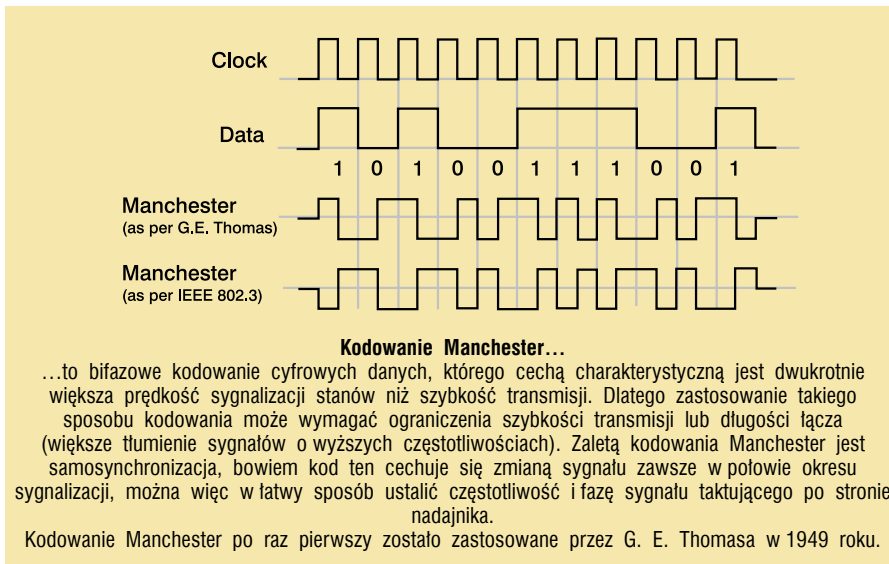 Clock
Data
1 0 1 0 0 1 1 1 0 0 1
Manchester
(as per G.E. Thomas)
Manchester
(as per IEEE 802.3)
Kodowanie Manchester...
...to bifazowe kodowanie cyfrowych danych, którego cechą charakterystyczną jest dwukrotnie
większa prędkość sygnalizacji stanów niż szybkość transmisji. Dlatego zastosowanie takiego
sposobu kodowania może wymagać ograniczenia szybkości transmisji lub długości łącza
(większe tłumienie sygnałów o wyższych częstotliwościach). Zaletą kodowania Manchester jest
samosynchronizacja, bowiem kod ten cechuje się zmianą sygnału zawsze w połowie okresu
sygnalizacji, można więc w łatwy sposób ustalić częstotliwość i fazę sygnału taktującego po stronie
nadajnika.
Kodowanie Manchester po raz pierwszy zostało zastosowane przez G. E. Thomasa w 1949 roku.